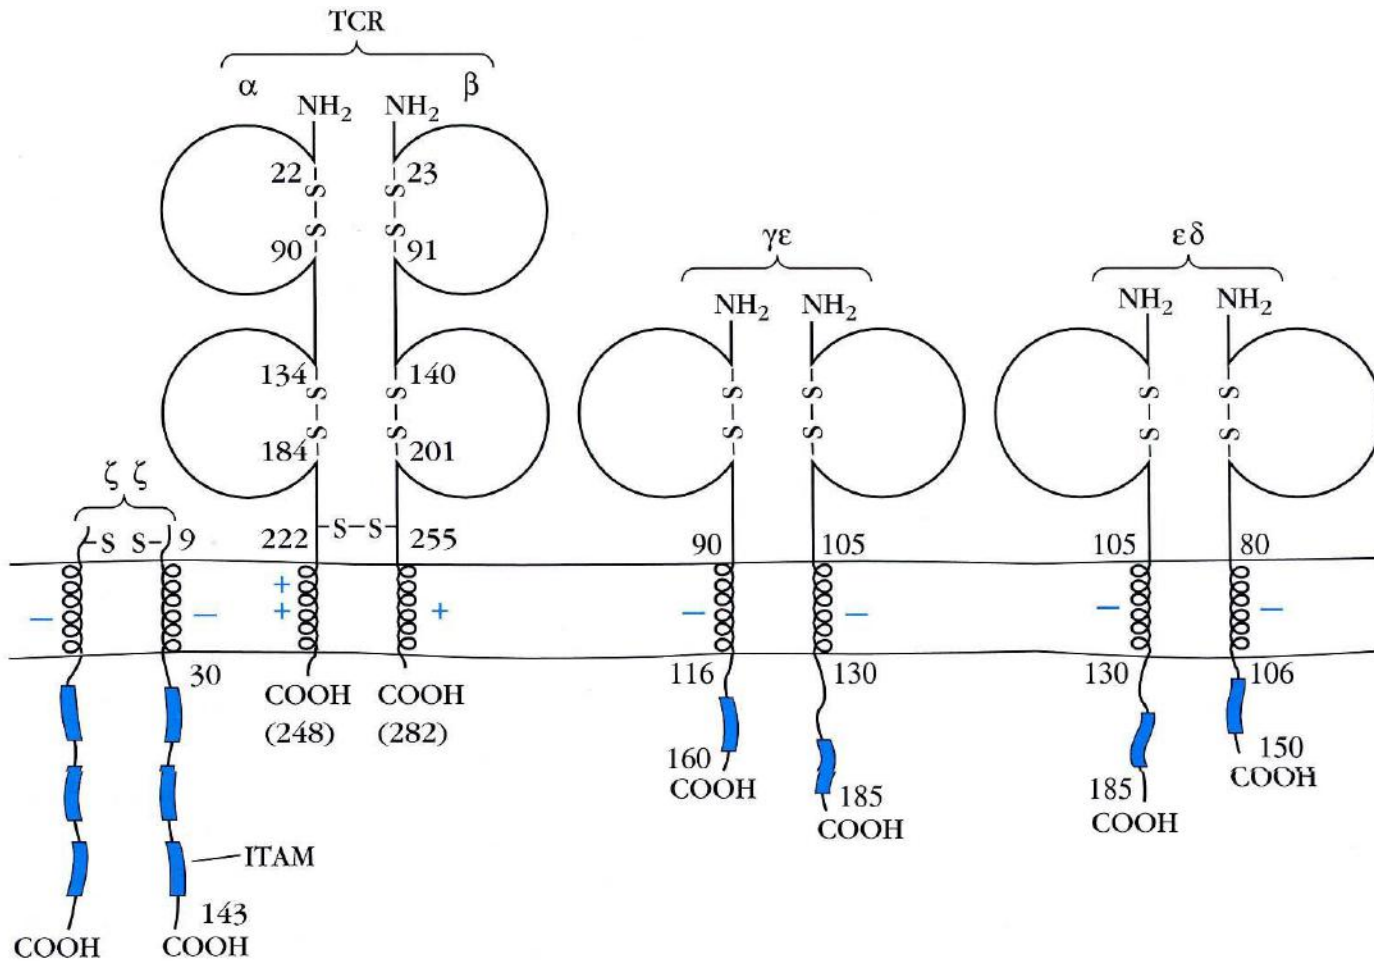 TCR
α β
NH₂ NH₂
22 S S 23
90 S S 91
γε εδ
NH₂ NH₂ NH₂ NH₂
134 S S 140 S S S S
184 S S 201 S S S S
ζ ζ
S S 9 222 S S 255 90 105 105 80
+
− − + + − − − −
30 116 130 130 106
COOH COOH
(248) (282)
160 150
COOH 185 185 COOH
COOH COOH
ITAM
143
COOH COOH